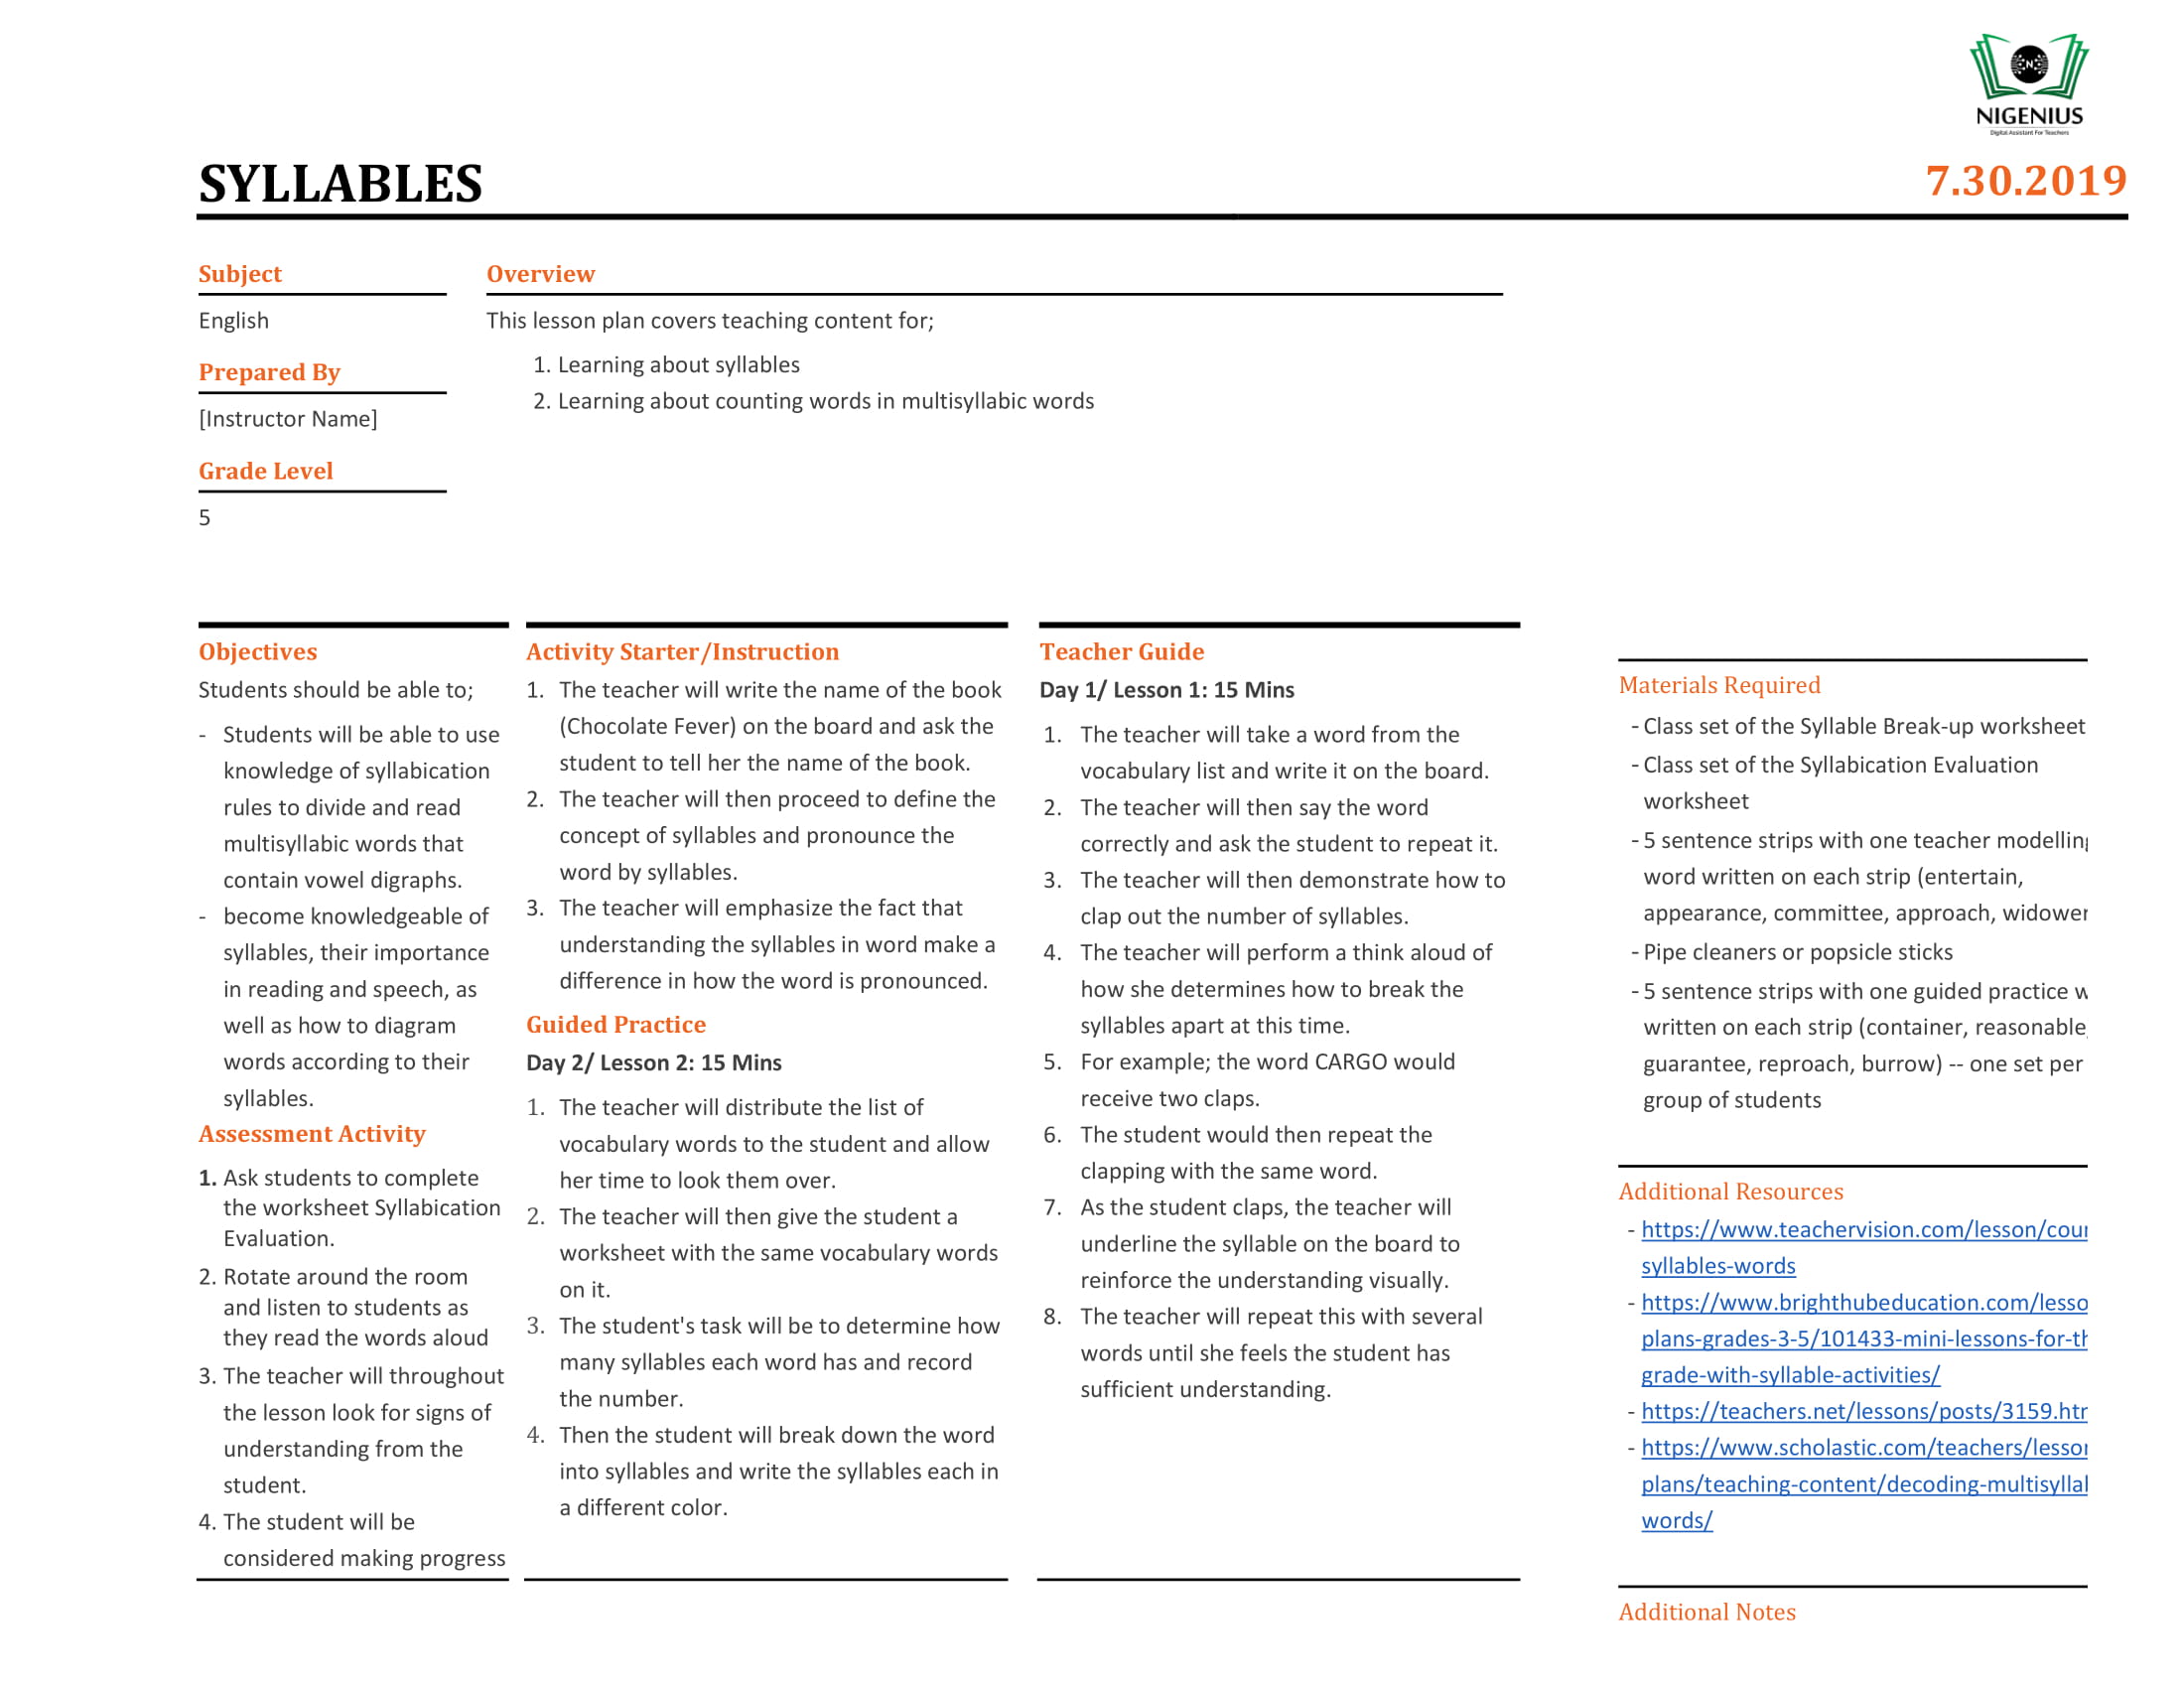 NIGENIUS
Digital Assistant For Teachers
SYLLABLES
7.30.2019
Subject
English
Prepared By
[Instructor Name]
Grade Level
5
Overview
This lesson plan covers teaching content for;
1. Learning about syllables
2. Learning about counting words in multisyllabic words
Objectives
Students should be able to;
- Students will be able to use
knowledge of syllabication
rules to divide and read
multisyllabic words that
contain vowel digraphs.
- become knowledgeable of
syllables, their importance
in reading and speech, as
well as how to diagram
words according to their
syllables.
Assessment Activity
1. Ask students to complete
the worksheet Syllabication
Evaluation.
2. Rotate around the room
and listen to students as
they read the words aloud
3. The teacher will throughout
the lesson look for signs of
understanding from the
student.
4. The student will be
considered making progress
Activity Starter/Instruction
1. The teacher will write the name of the book
(Chocolate Fever) on the board and ask the
student to tell her the name of the book.
2. The teacher will then proceed to define the
concept of syllables and pronounce the
word by syllables.
3. The teacher will emphasize the fact that
understanding the syllables in word make a
difference in how the word is pronounced.
Guided Practice
Day 2/ Lesson 2: 15 Mins
1. The teacher will distribute the list of
vocabulary words to the student and allow
her time to look them over.
2. The teacher will then give the student a
worksheet with the same vocabulary words
on it.
3. The student's task will be to determine how
many syllables each word has and record
the number.
4. Then the student will break down the word
into syllables and write the syllables each in
a different color.
Teacher Guide
Day 1/ Lesson 1: 15 Mins
1. The teacher will take a word from the
vocabulary list and write it on the board.
2. The teacher will then say the word
correctly and ask the student to repeat it.
3. The teacher will then demonstrate how to
clap out the number of syllables.
4. The teacher will perform a think aloud of
how she determines how to break the
syllables apart at this time.
5. For example; the word CARGO would
receive two claps.
6. The student would then repeat the
clapping with the same word.
7. As the student claps, the teacher will
underline the syllable on the board to
reinforce the understanding visually.
8. The teacher will repeat this with several
words until she feels the student has
sufficient understanding.
Materials Required
- Class set of the Syllable Break-up worksheet
- Class set of the Syllabication Evaluation
worksheet
- 5 sentence strips with one teacher modelling
word written on each strip (entertain,
appearance, committee, approach, widower
- Pipe cleaners or popsicle sticks
- 5 sentence strips with one guided practice
written on each strip (container, reasonable,
guarantee, reproach, burrow) -- one set per
group of students
Additional Resources
- https://www.teachervision.com/lesson/cou
syllables-words
- https://www.brighthubeducation.com/lesso
plans-grades-3-5/101433-mini-lessons-for-th
grade-with-syllable-activities/
- https://teachers.net/lessons/posts/3159.ht
- https://www.scholastic.com/teachers/lesso
plans/teaching-content/decoding-multisylla
words/
Additional Notes